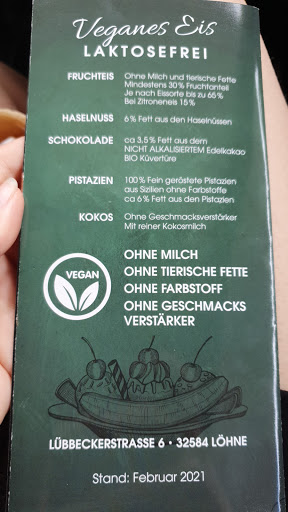 Veganes Eis
LAKTOSEFREI
FRUCHTEIS Ohne Milch und tierische Fette
Mindestens 30% Fruchtanteil
Je nach Eissorte bis zu 65%
Bei Zitroneneis 15%
HASELNUSS 6% Fett aus den Haselnüssen
SCHOKOLADE ca 3,5% Fett aus dem
NICHT ALKALISIERTEM Edelkakao
BIO Küvertüre
PISTAZIEN 100% Fein geröstete Pistazien
aus Sizilien ohne Farbstoffe
ca 6% Fett aus den Pistazien
KOKOS Ohne Geschmacksverstärker
Mit reiner Kokosmilch
VEGAN
OHNE MILCH
OHNE TIERISCHE FETTE
OHNE FARBSTOFF
OHNE GESCHMACKS
VERSTÄRKER
LÜBBECKERSTRASSE 6 • 32584 LÖHNE
Stand: Februar 2021